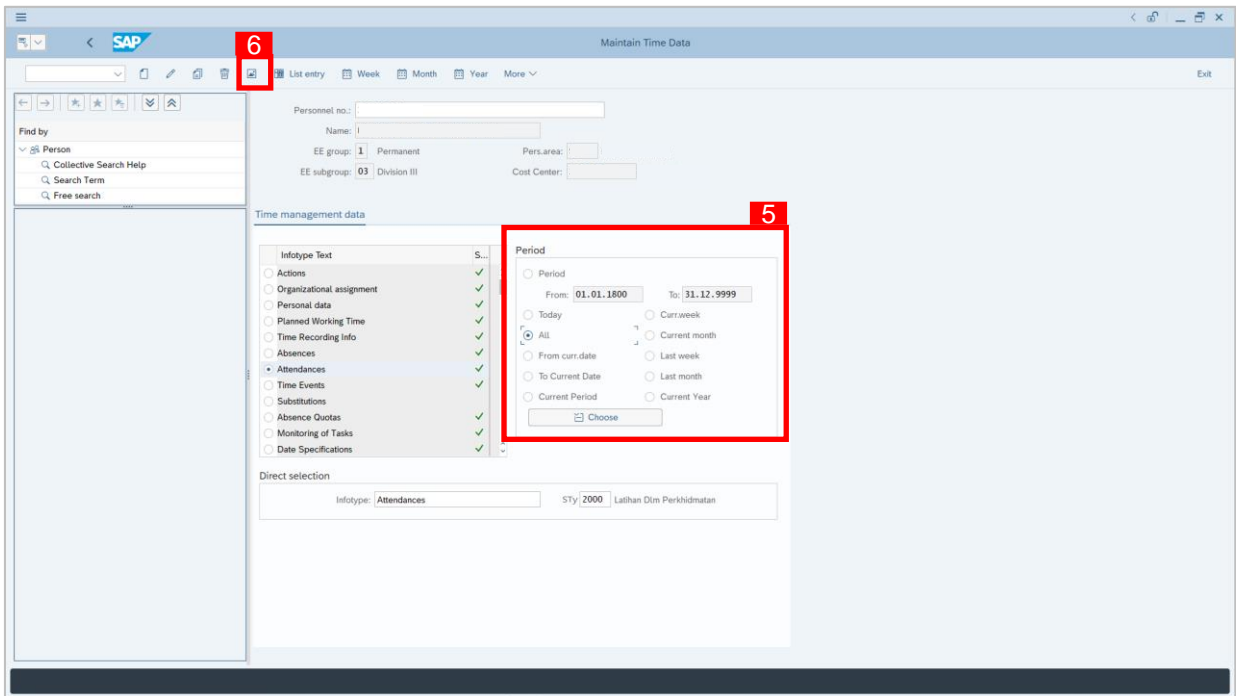 SAP
Maintain Time Data
6
List entry Week Month Year More Exit
Find by
Person
Collective Search Help
Search Term
Free search
Personnel no.:
Name:
EE group: 1 Permanent Pers.area:
EE subgroup: 03 Division III Cost Center:
Time management data
5
Infotype Text S...
Actions
Organizational assignment
Personal data
Planned Working Time
Time Recording Info
Absences
Attendances
Time Events
Substitutions
Absence Quotas
Monitoring of Tasks
Date Specifications
Period
Period
From: 01.01.1800 To: 31.12.9999
Today Curr.week
All Current month
From curr.date Last week
To Current Date Last month
Current Period Current Year
Choose
Direct selection
Infotype: Attendances STy 2000 Latihan Dlm Perkhidmatan